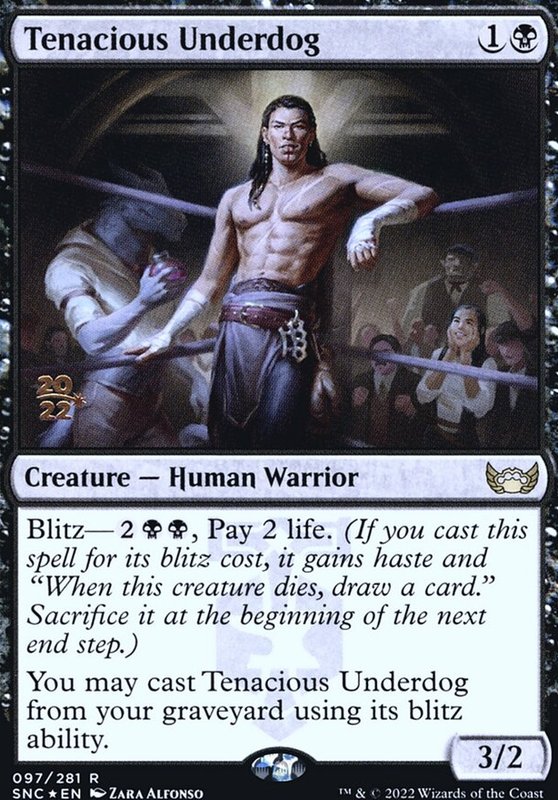 Tenacious Underdog 1
20
22
Creature — Human Warrior
Blitz—2, Pay 2 life. (If you cast this
spell for its blitz cost, it gains haste and
“When this creature dies, draw a card.”
Sacrifice it at the beginning of the next
end step.)
You may cast Tenacious Underdog
from your graveyard using its blitz
ability.
3/2
097/281 R
SNC ★ EN ZARA ALFONSO
™ & © 2022 Wizards of the Coast